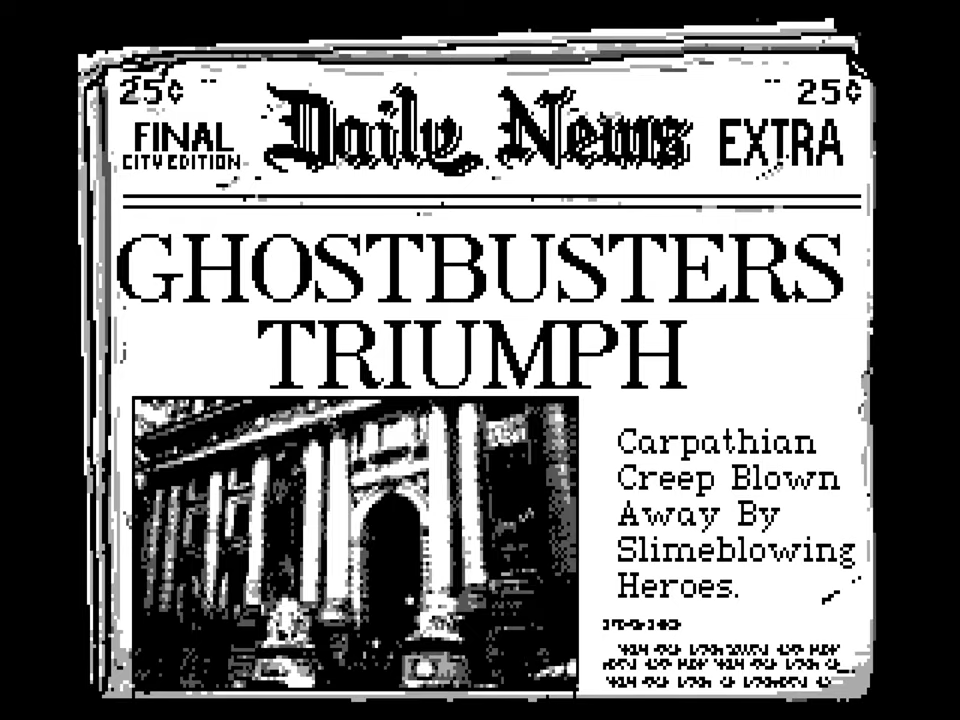 25¢ 25¢
FINAL Daily News EXTRA
CITY EDITION
GHOSTBUSTERS
TRIUMPH
Carpathian
Creep Blown
Away By
Slimeblowing
Heroes.